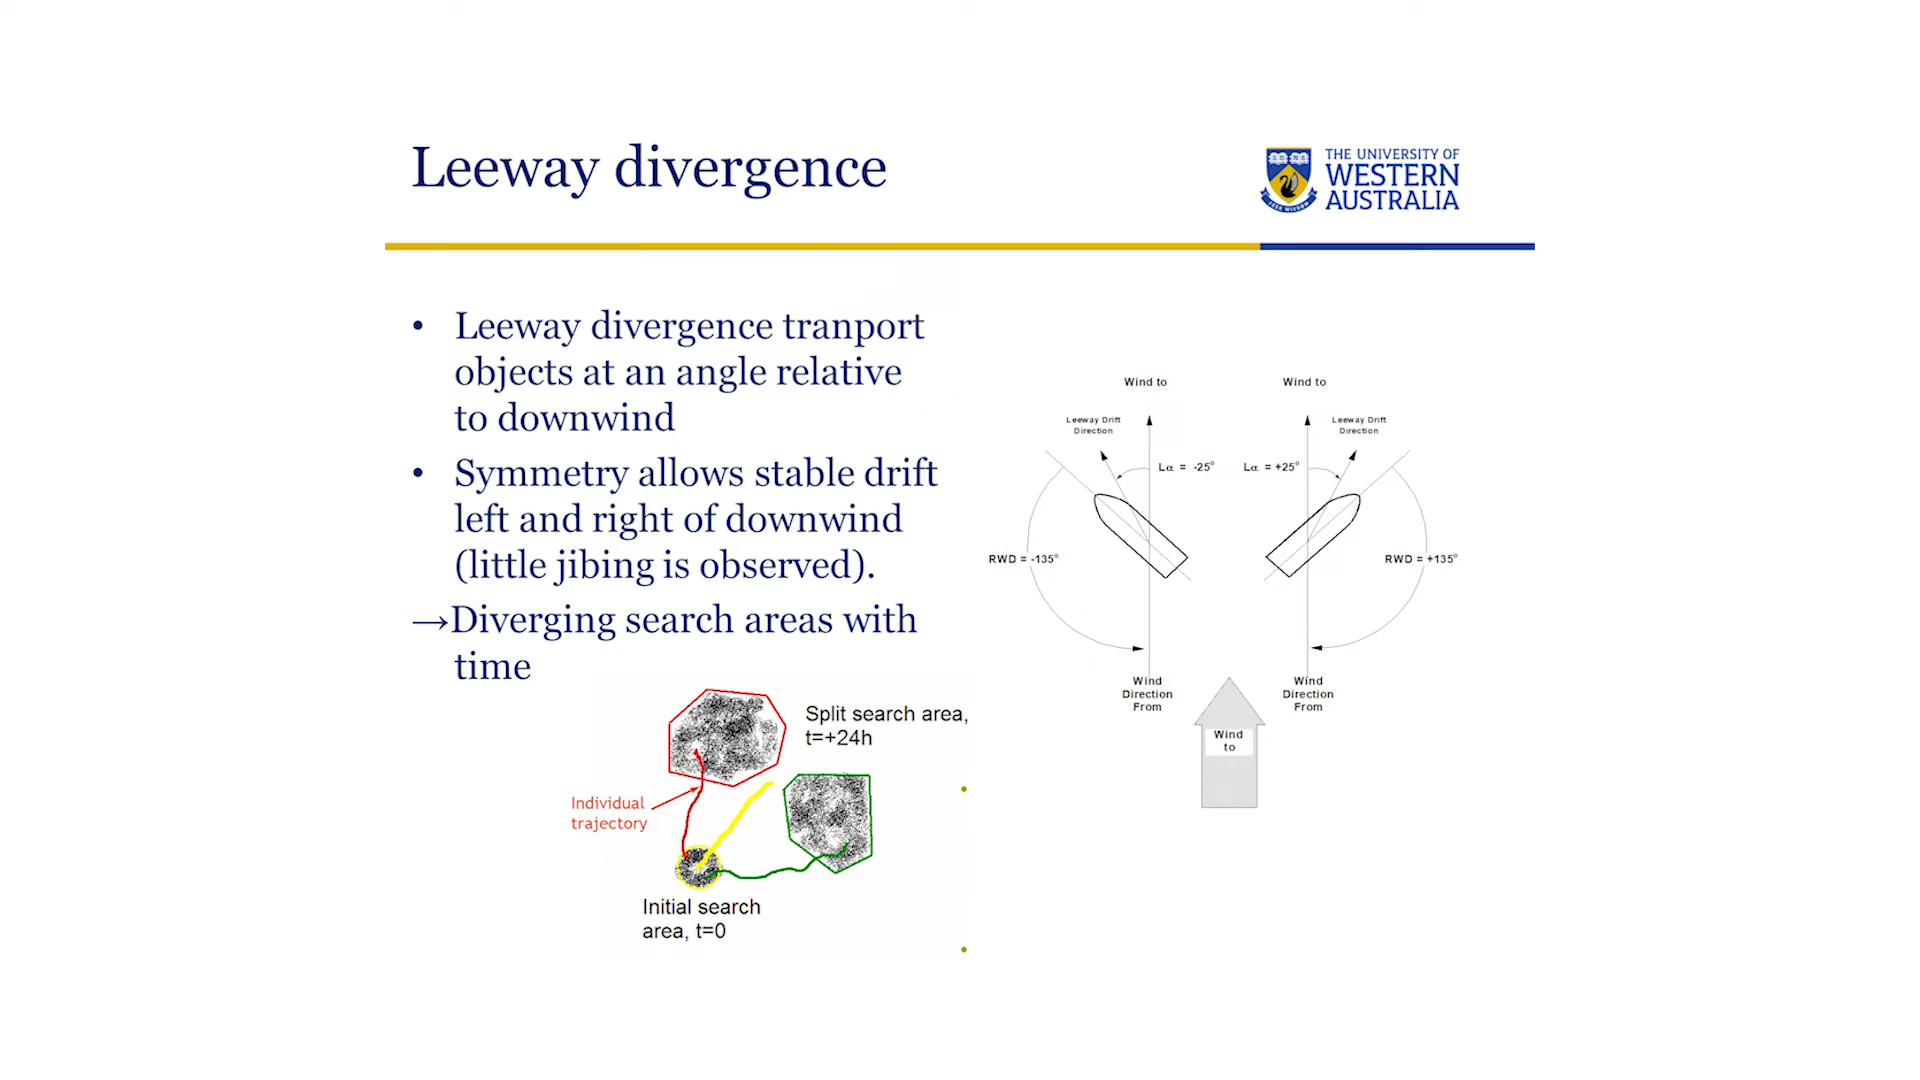 Leeway divergence
THE UNIVERSITY OF
WESTERN
AUSTRALIA
• Leeway divergence tranport
objects at an angle relative
to downwind
• Symmetry allows stable drift
left and right of downwind
(little jibing is observed).
→Diverging search areas with
time
Split search area,
t=+24h
Individual
trajectory
Initial search
area, t=0
Wind to
Wind to
Leeway Drift
Direction
Leeway Drift
Direction
Lα = -25°
Lα = +25°
RWD = -135°
RWD = +135°
Wind
Direction
From
Wind
Direction
From
Wind
to